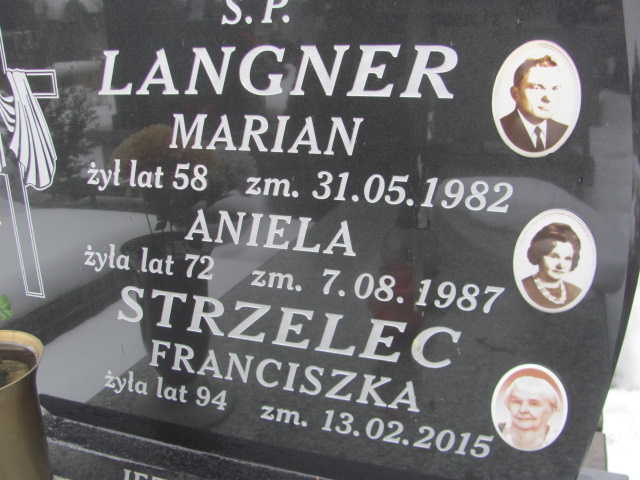 Ś.P.
LANGNER
MARIAN
żył lat 58 zm. 31.05.1982
ANIELA
żyła lat 72 zm. 7.08.1987
STRZELEC
FRANCISZKA
żyła lat 94 zm. 13.02.2015